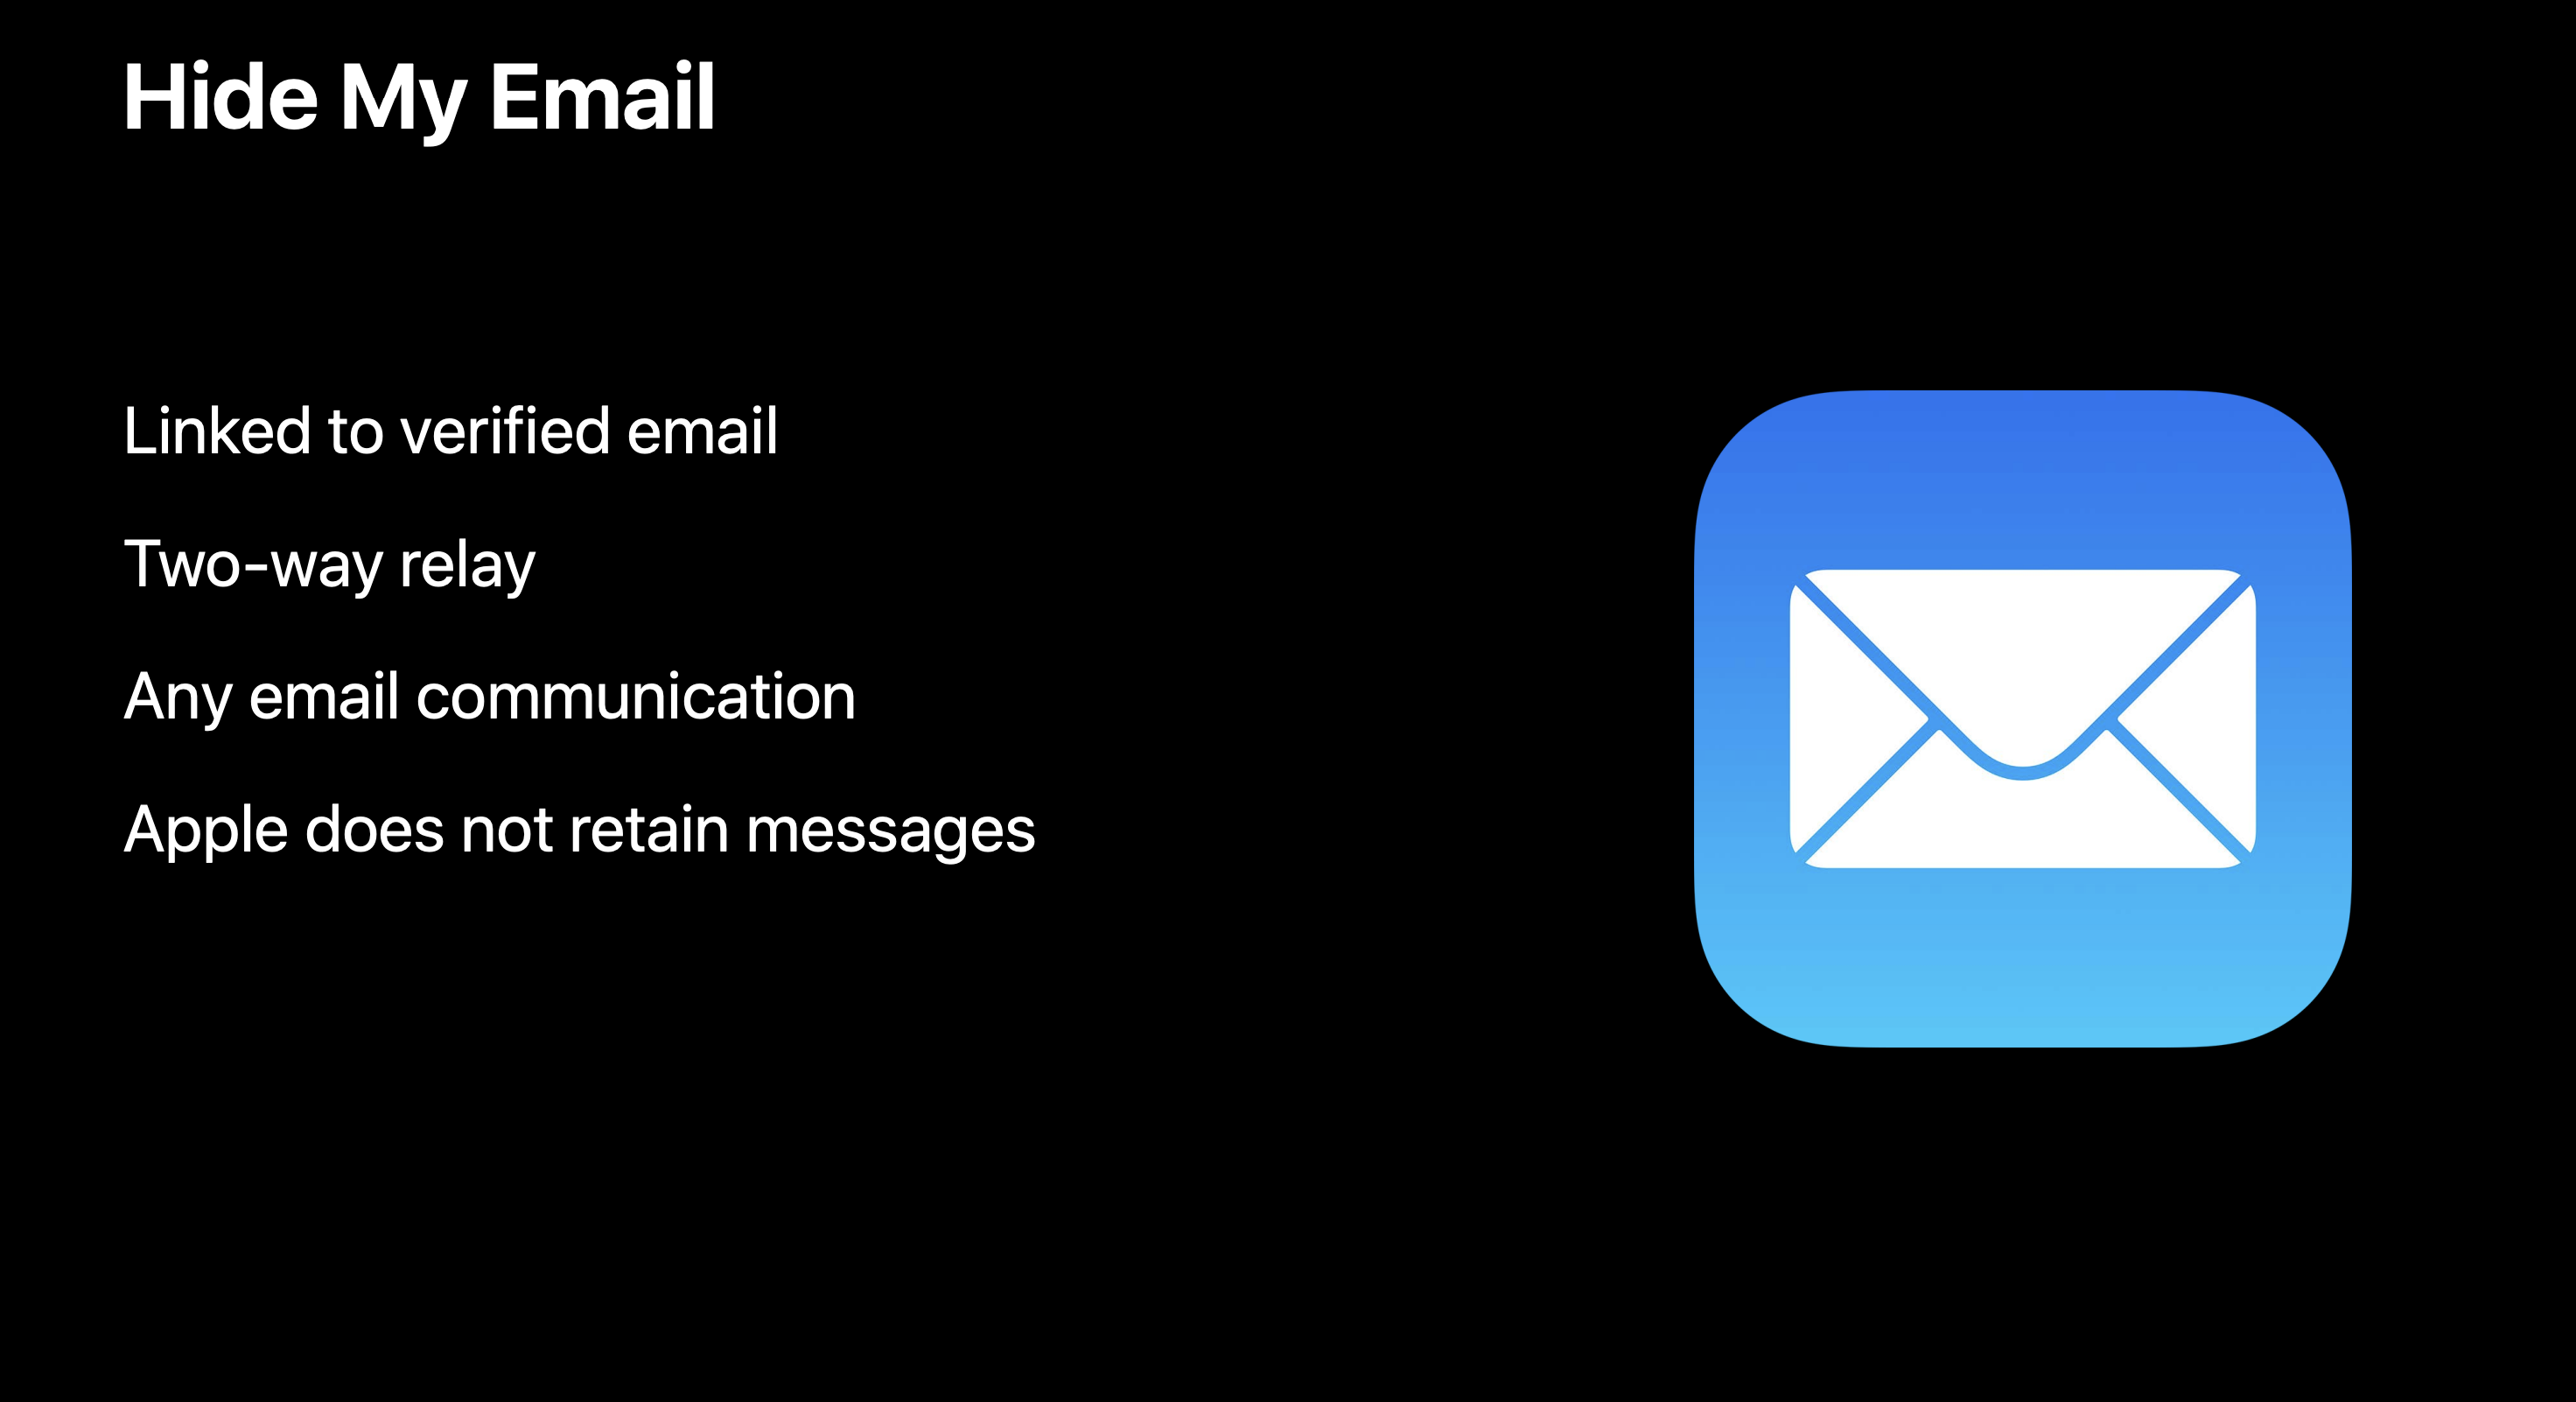 Hide My Email
Linked to verified email
Two-way relay
Any email communication
Apple does not retain messages